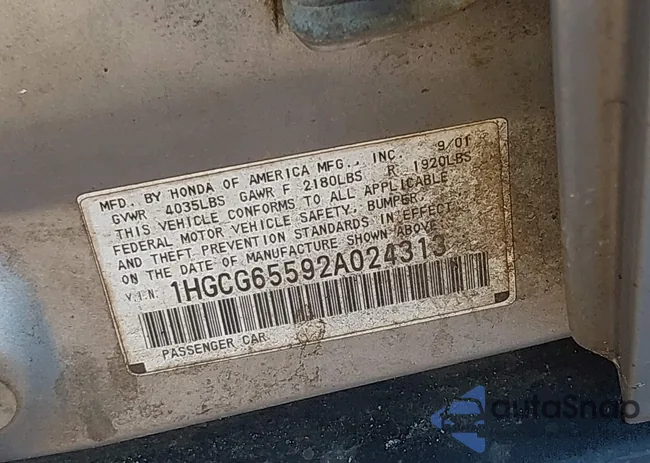 MFD. BY HONDA OF AMERICA MFG., INC. 9/01
GVWR 4035LBS GAWR F 2180LBS R 1920LBS
THIS VEHICLE CONFORMS TO ALL APPLICABLE
FEDERAL MOTOR VEHICLE SAFETY, BUMPER,
AND THEFT PREVENTION STANDARDS IN EFFECT
ON THE DATE OF MANUFACTURE SHOWN ABOVE.
V.I.N. 1HGCG65592A024313
PASSENGER CAR
autoSnap